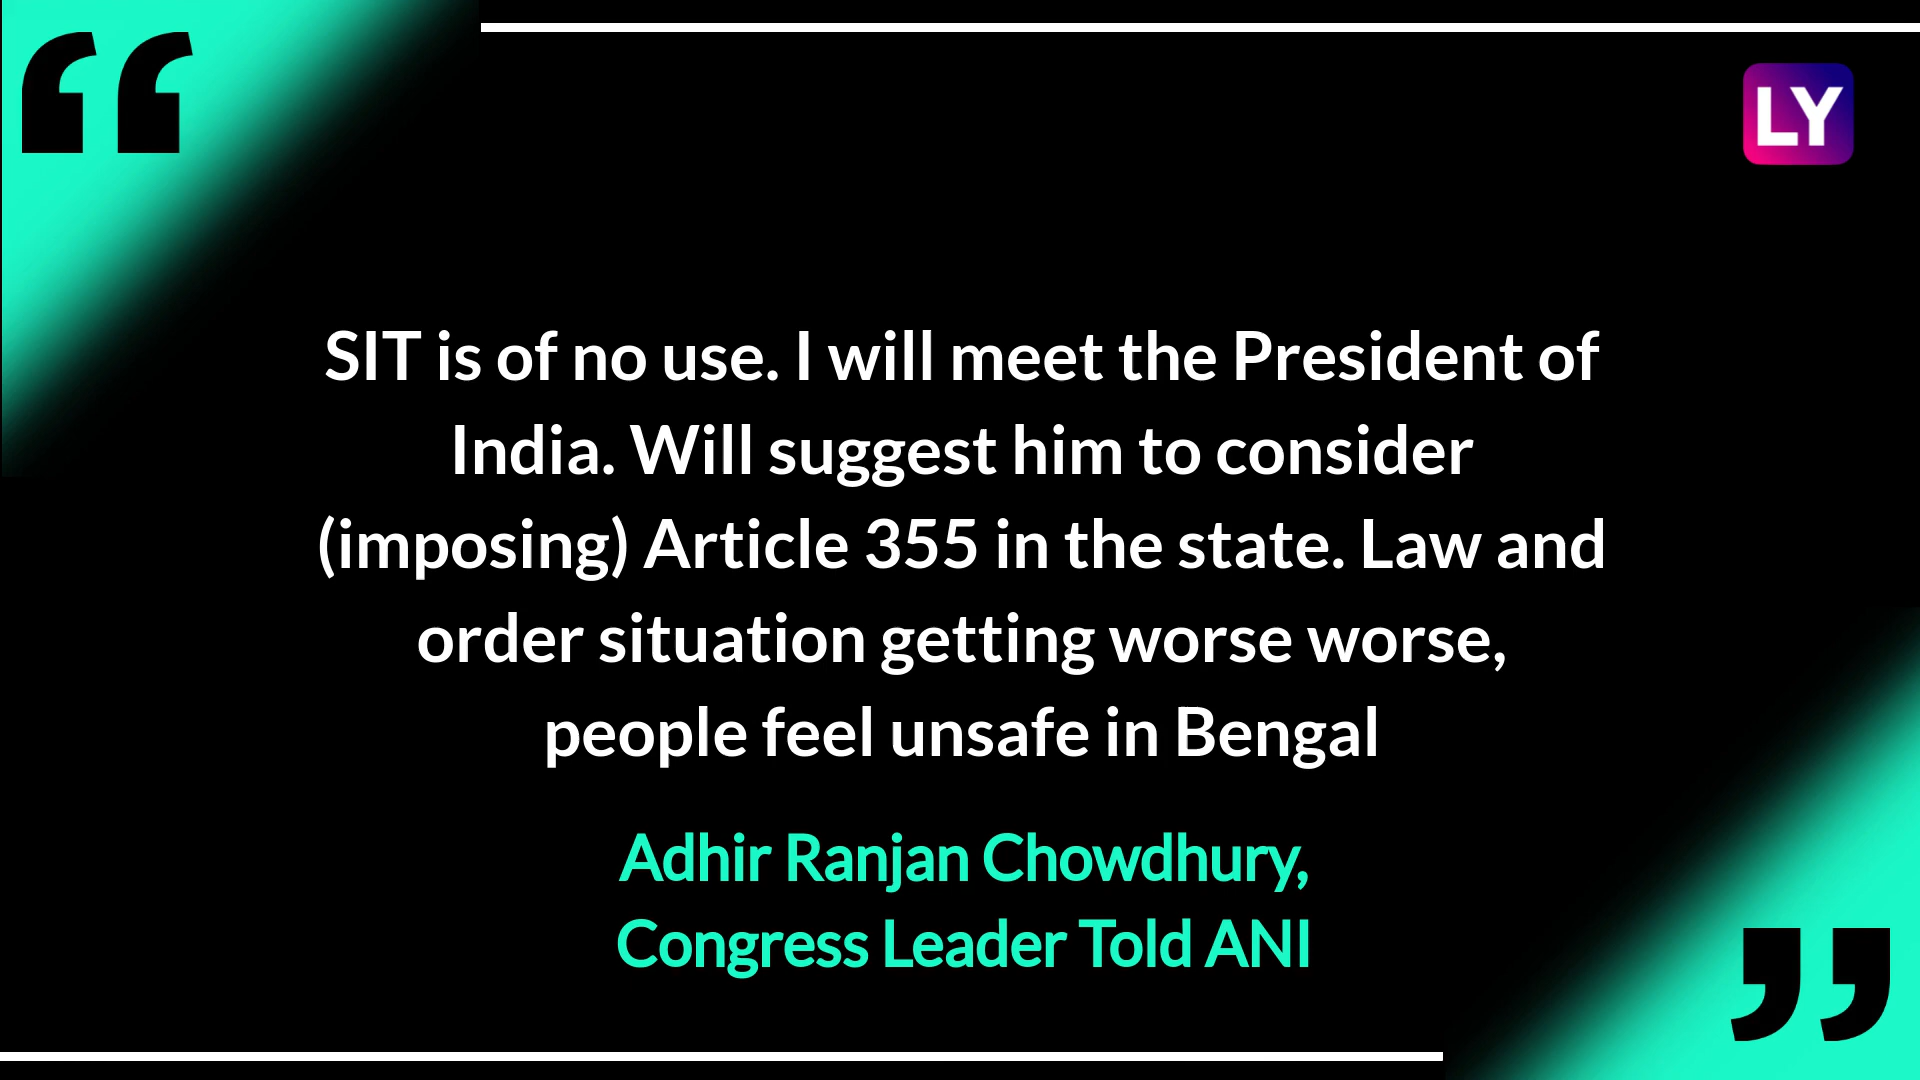 LY
SIT is of no use. I will meet the President of
India. Will suggest him to consider
(imposing) Article 355 in the state. Law and
order situation getting worse worse,
people feel unsafe in Bengal
Adhir Ranjan Chowdhury,
Congress Leader Told ANI